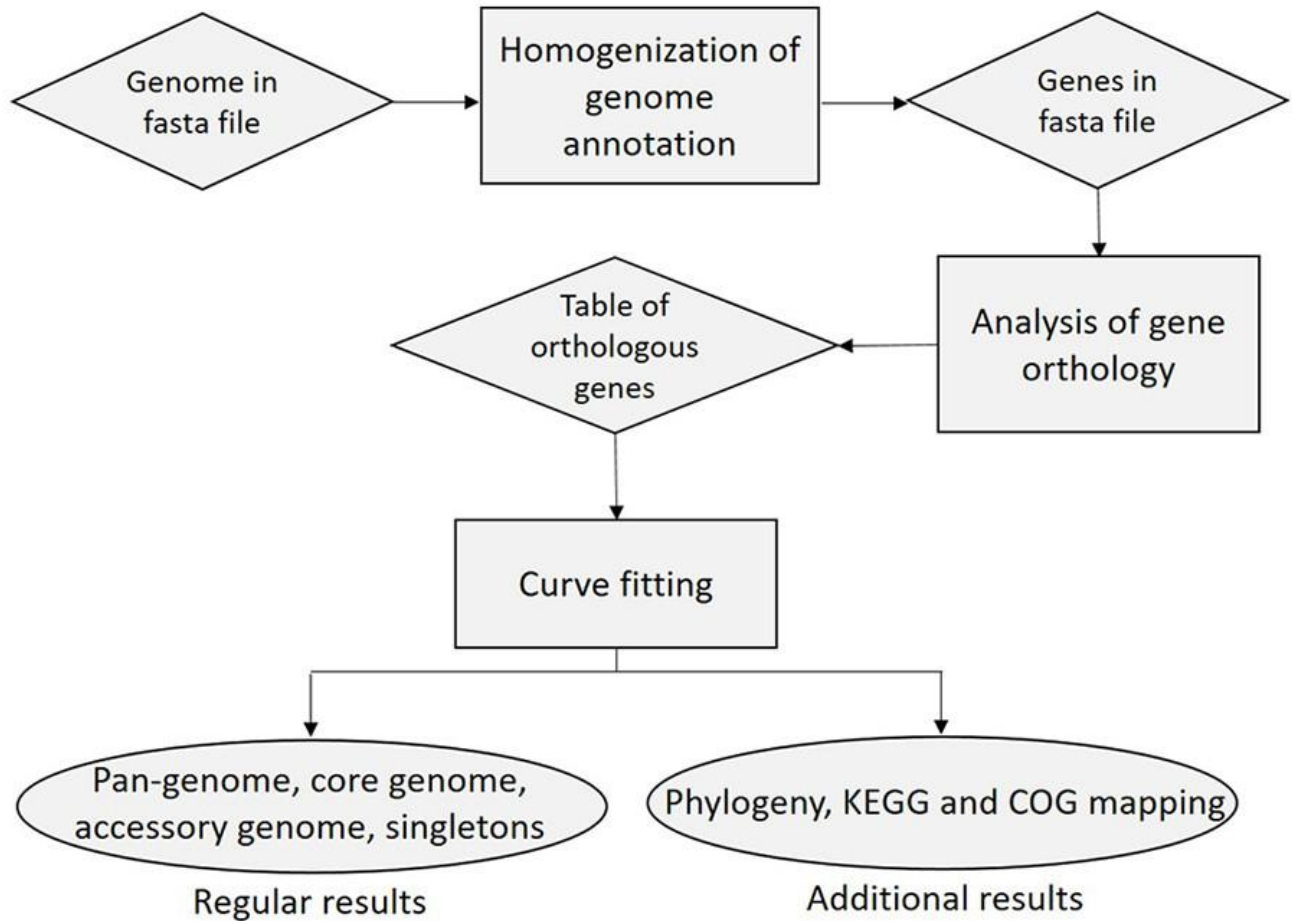 Genome in
fasta file
Homogenization of
genome
annotation
Genes in
fasta file
Table of
orthologous
genes
Analysis of gene
orthology
Curve fitting
Pan-genome, core genome,
accessory genome, singletons
Regular results
Phylogeny, KEGG and COG mapping
Additional results